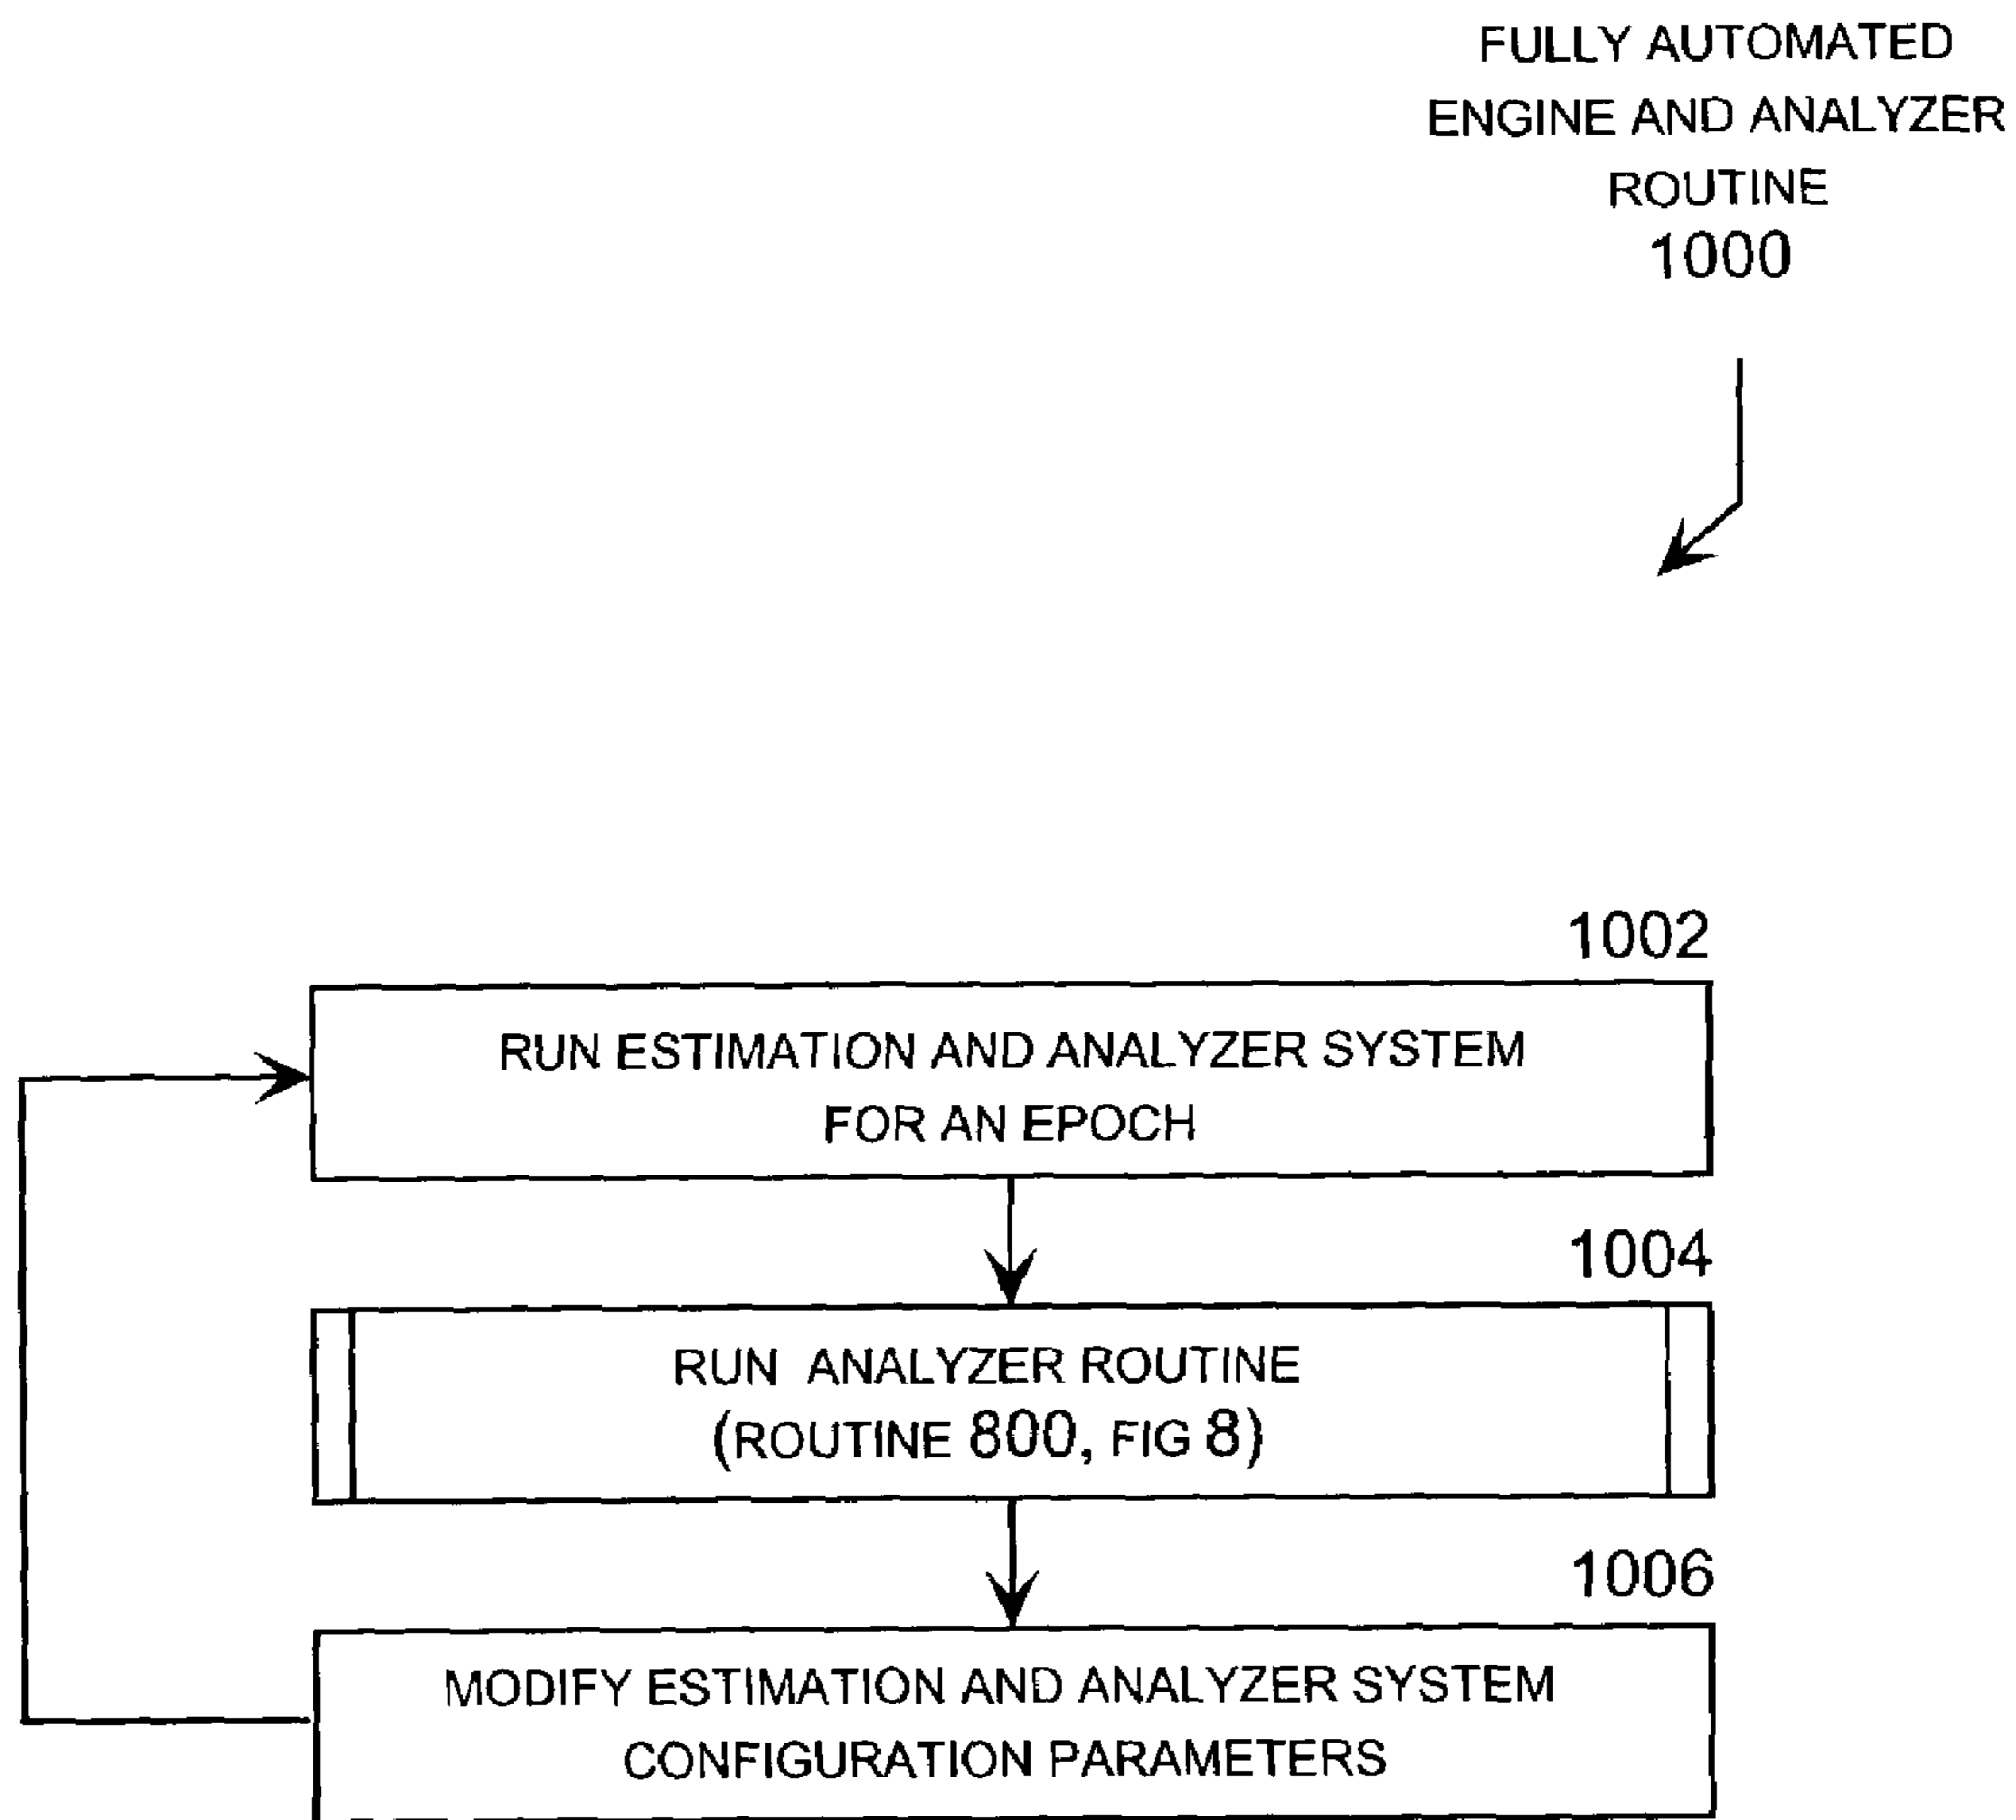 FULLY AUTOMATED
ENGINE AND ANALYZER
ROUTINE
1000
1002
RUN ESTIMATION AND ANALYZER SYSTEM
FOR AN EPOCH
1004
RUN ANALYZER ROUTINE
(ROUTINE 800, FIG 8)
1006
MODIFY ESTIMATION AND ANALYZER SYSTEM
CONFIGURATION PARAMETERS